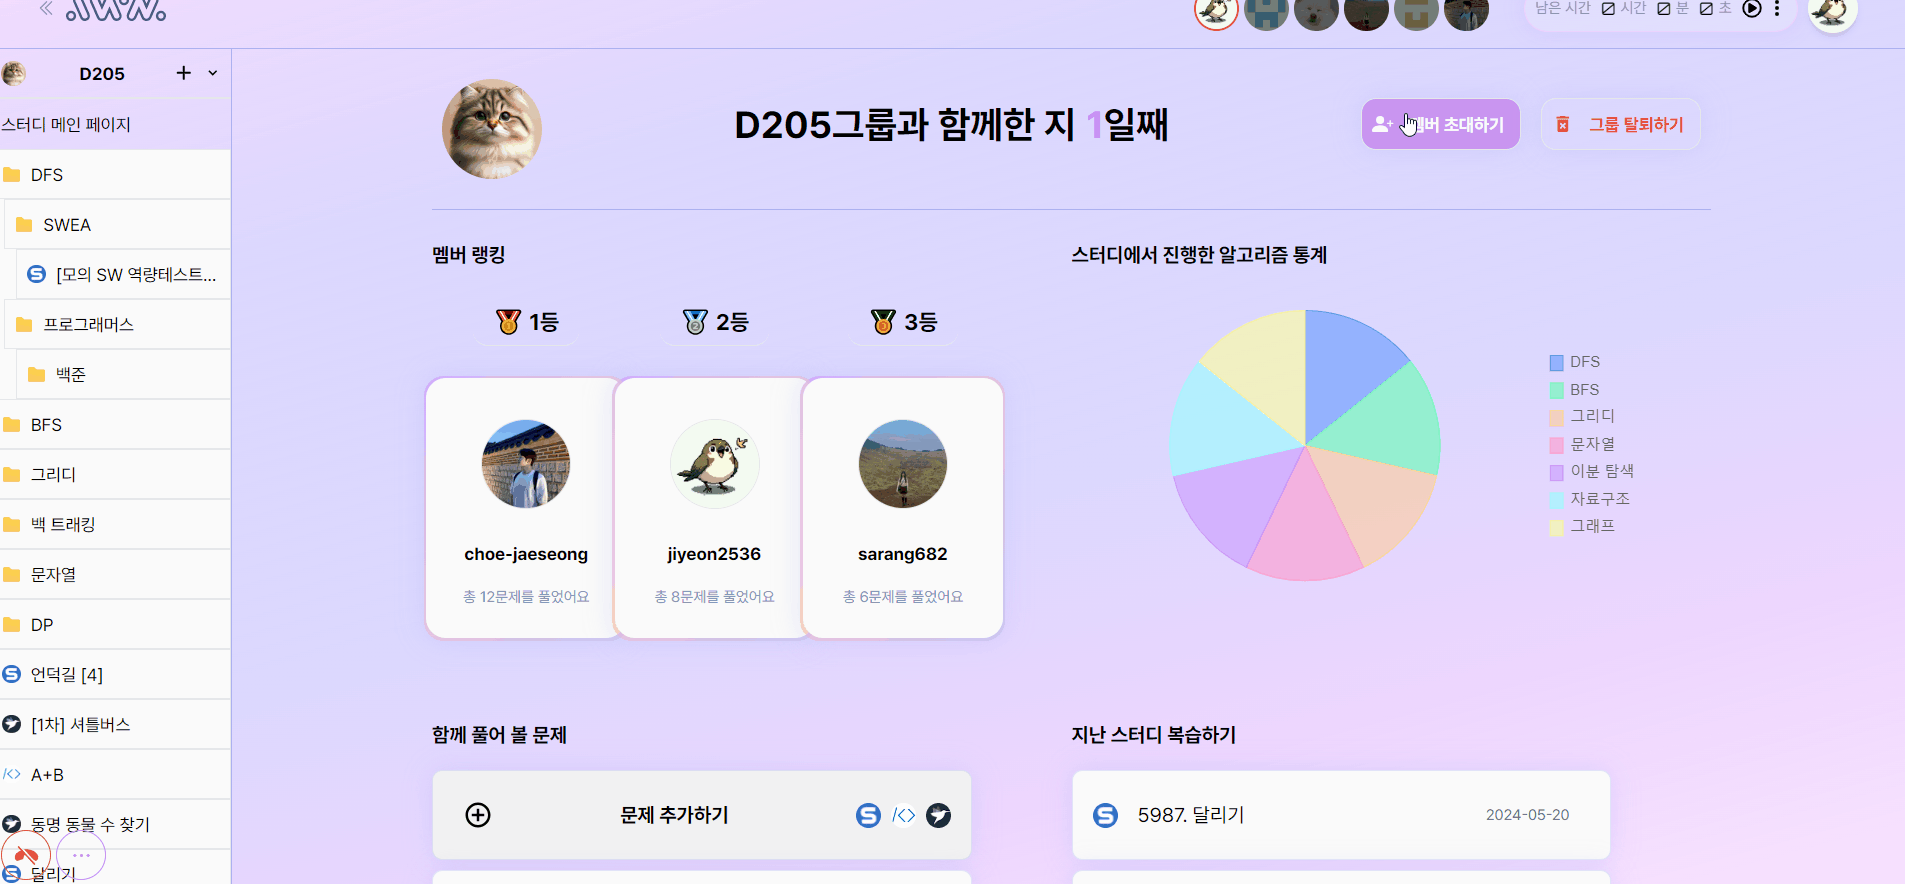 남은 시간 시간 분 초
D205
스터디 메인 페이지
DFS
SWEA
[모의 SW 역량테스트...
프로그래머스
백준
BFS
그리디
백 트래킹
문자열
DP
언덕길 [4]
[1차] 셔틀버스
A+B
동명 동물 수 찾기
달리기
D205그룹과 함께한 지 1일째
초대하기
그룹 탈퇴하기
멤버 랭킹
1등
2등
3등
choe-jaeseong
총 12문제를 풀었어요
jiyeon2536
총 8문제를 풀었어요
sarang682
총 6문제를 풀었어요
스터디에서 진행한 알고리즘 통계
DFS
BFS
그리디
문자열
이분 탐색
자료구조
그래프
함께 풀어 볼 문제
문제 추가하기
지난 스터디 복습하기
5987. 달리기
2024-05-20